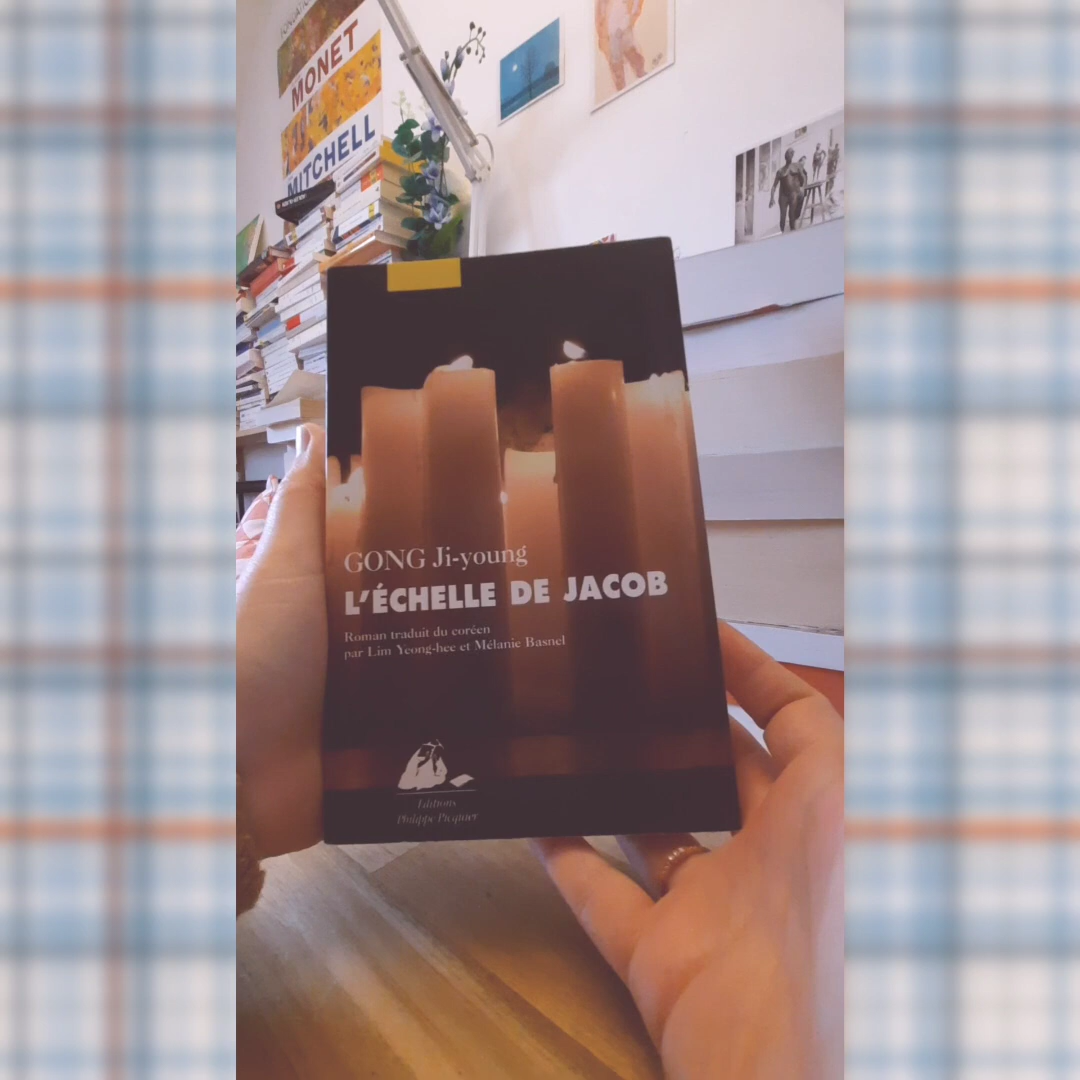 MONET
MITCHELL
GONG Ji-young
L'ÉCHELLE DE JACOB
Roman traduit du coréen
par Lim Yeong-hee et Mélanie Basnel
Éditions
Philippe Picquier